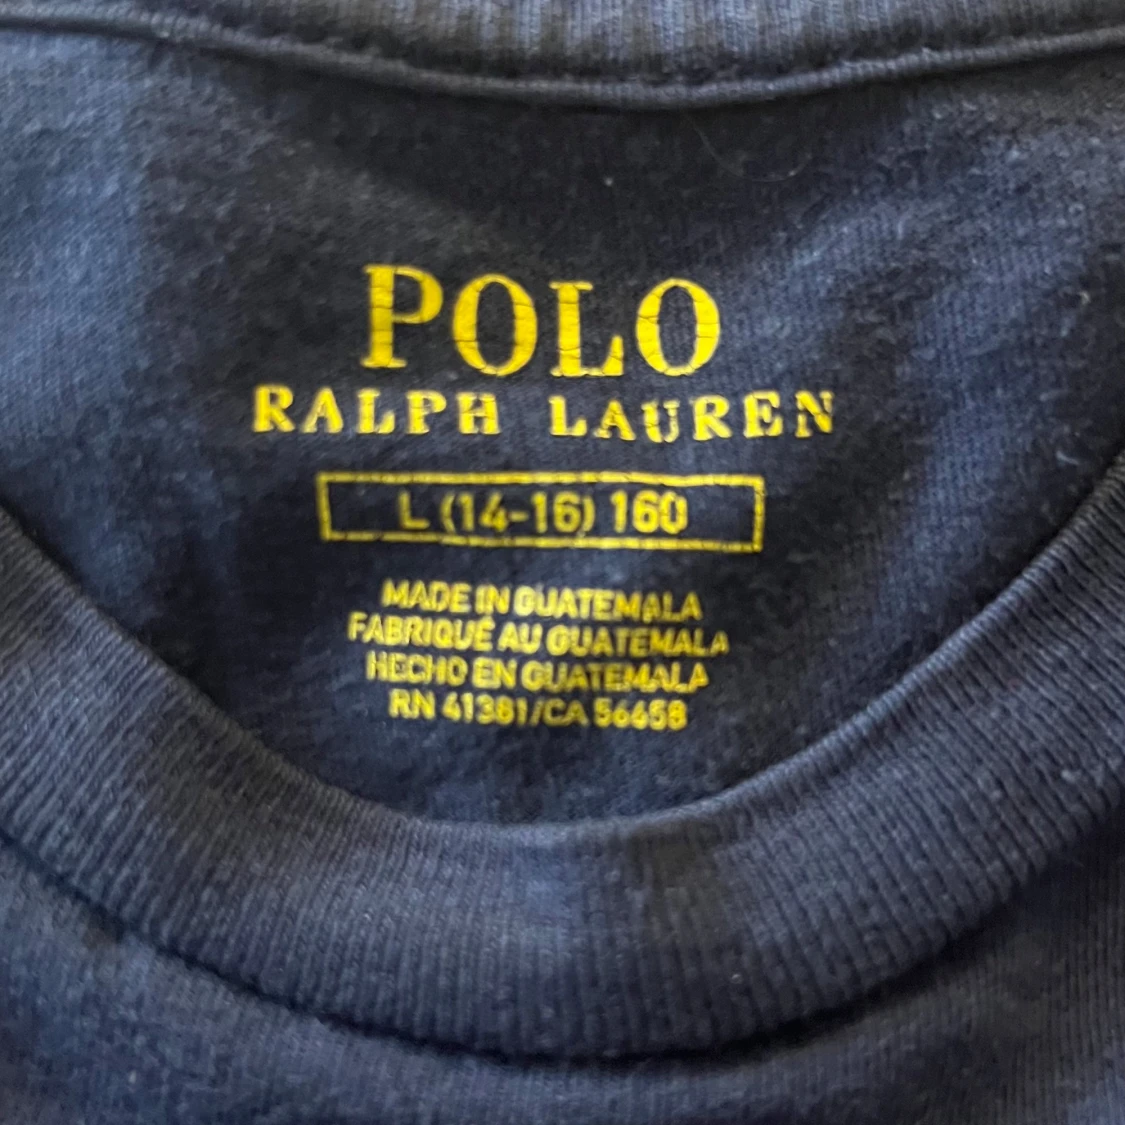 POLO
RALPH LAUREN
L (14-16) 160
MADE IN GUATEMALA
FABRIQUÉ AU GUATEMALA
HECHO EN GUATEMALA
RN 41381/CA 56658